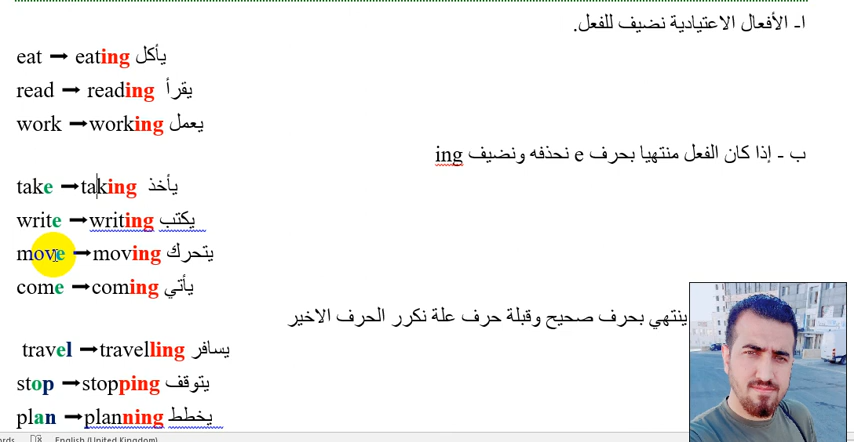 ا- الأفعال الاعتيادية نضيف للفعل.
eat → eating يأكل
read → reading يقرأ
work →working يعمل
ب - إذا كان الفعل منتهيا بحرف e نحذفه ونضيف ing
take →taking يأخذ
write →writing يكتب
move →moving يتحرك
come →coming يأتي
ينتهي بحرف صحيح وقبلة حرف علة نكرر الحرف الاخير
travel →travelling يسافر
stop →stopping يتوقف
plan →planning يخطط
English (United Kingdom)